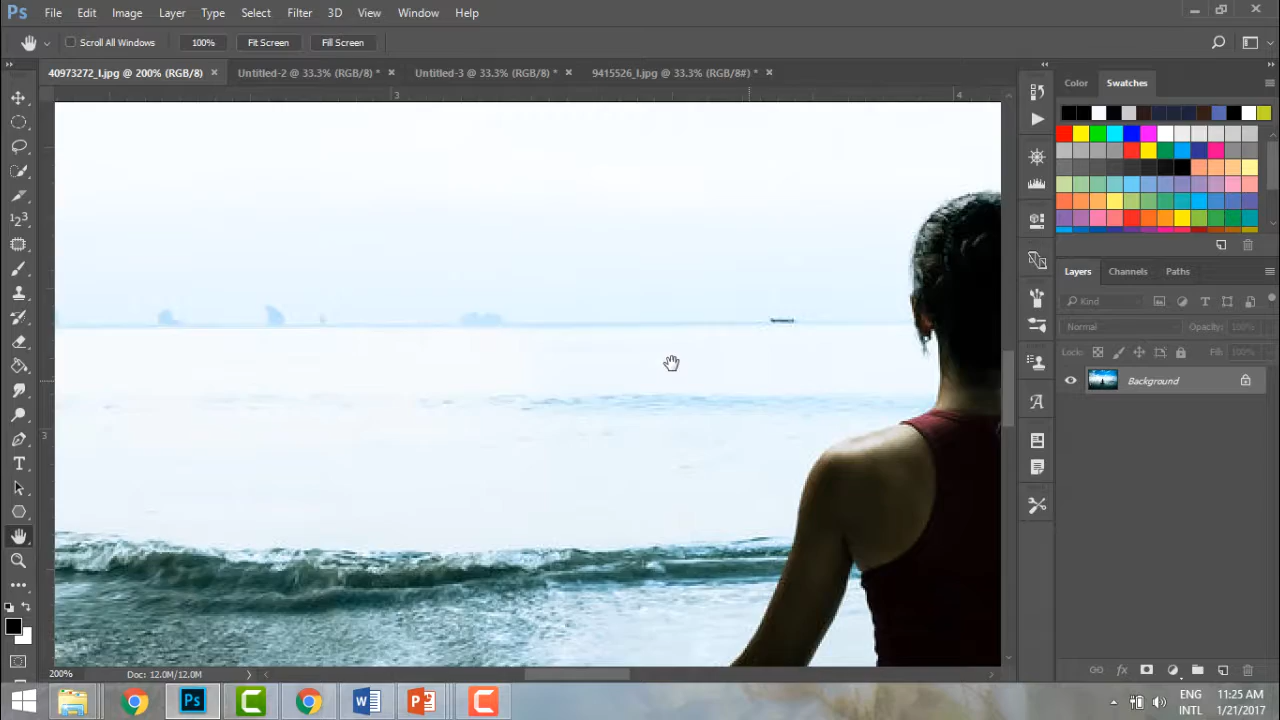 Ps File Edit Image Layer Type Select Filter 3D View Window Help
Scroll All Windows 100% Fit Screen Fill Screen
40973272_l.jpg @ 200% (RGB/8) × Untitled-2 @ 33.3% (RGB/8) * × Untitled-3 @ 33.3% (RGB/8) * × 9415526_l.jpg @ 33.3% (RGB/8#) * ×
3 4
3
Color Swatches
Layers Channels Paths
Kind
Normal Opacity: 100%
Lock: Fill: 100%
Background
200% Doc: 12.0M/12.0M
ENG 11:25 AM
INTL 1/21/2017